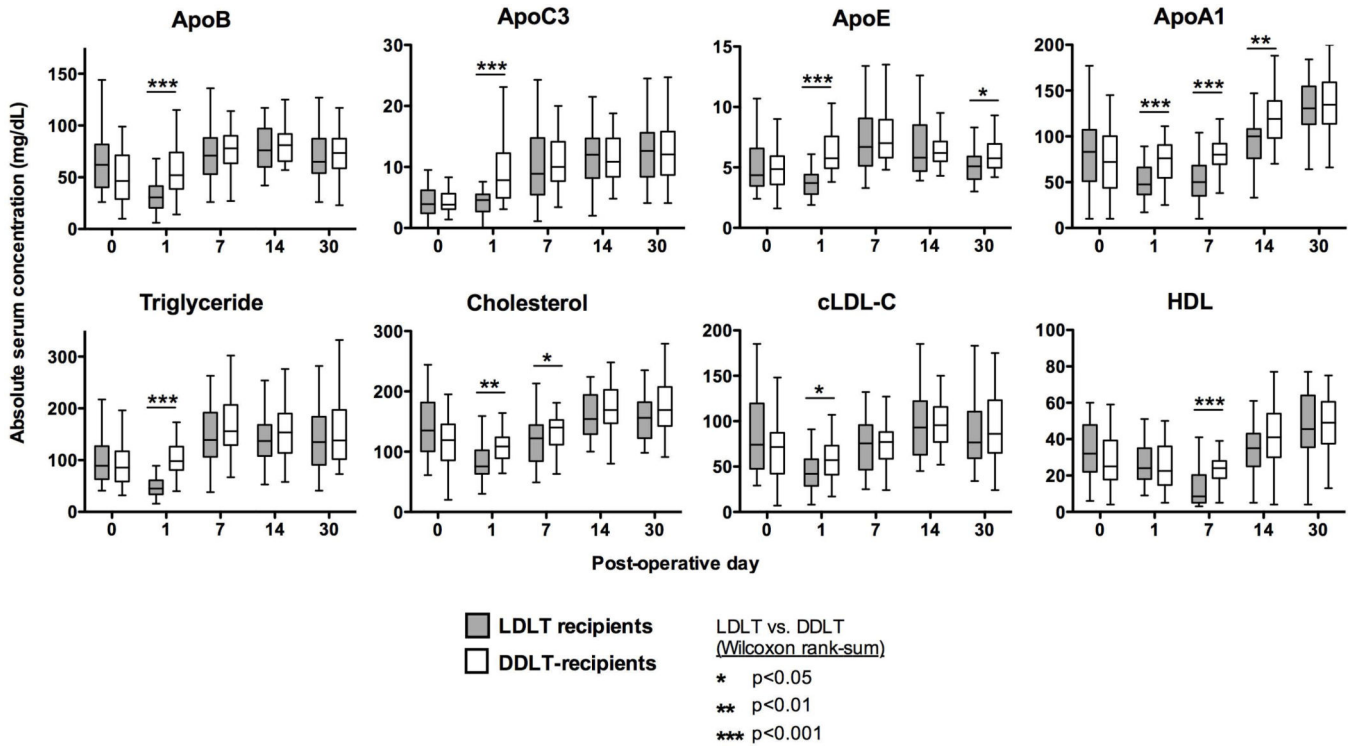 ApoB
ApoC3
ApoE
ApoA1
Absolute serum concentration (mg/dL)
150
100
50
0
***
0 1 7 14 30
30
20
10
0
***
0 1 7 14 30
15
10
5
0
***
*
0 1 7 14 30
200
150
100
50
0
***
***
**
0 1 7 14 30
Triglyceride
Cholesterol
cLDL-C
HDL
300
200
100
0
***
0 1 7 14 30
300
200
100
0
**
*
0 1 7 14 30
200
150
100
50
0
*
0 1 7 14 30
100
80
60
40
20
0
***
0 1 7 14 30
Post-operative day
LDLT recipients
DDLT-recipients
LDLT vs. DDLT
(Wilcoxon rank-sum)
* p<0.05
** p<0.01
*** p<0.001